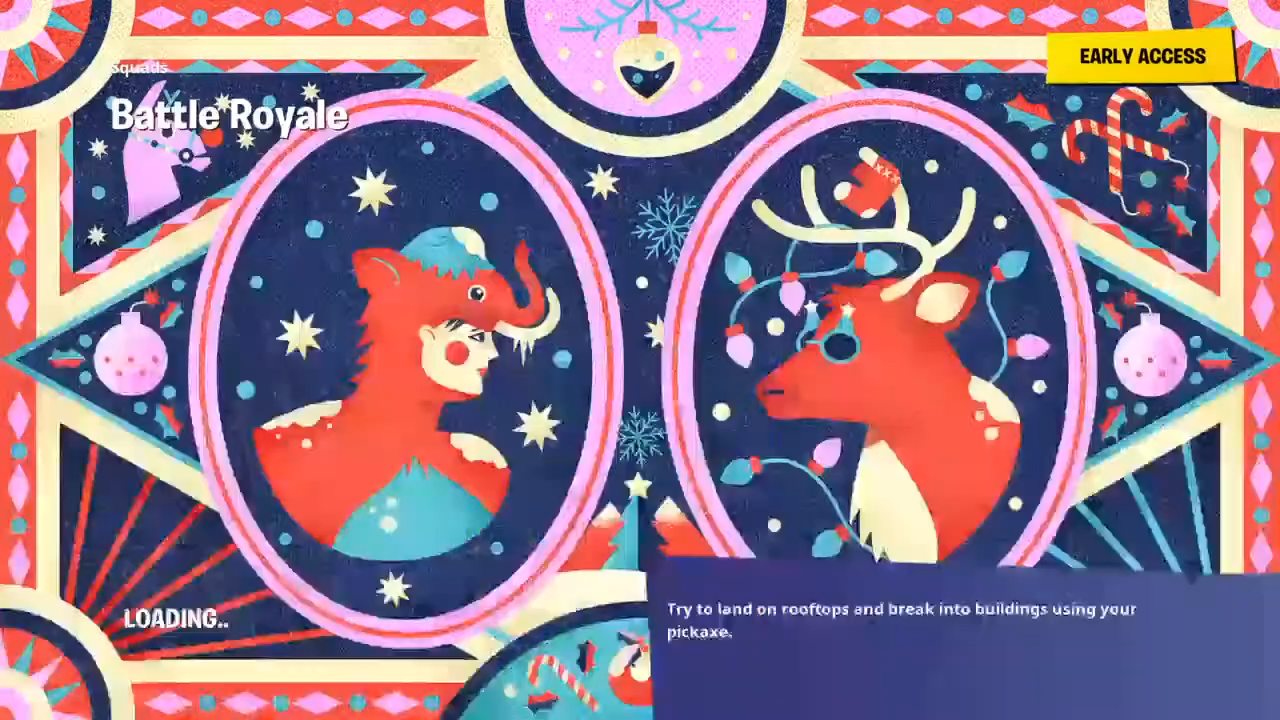 Squads
EARLY ACCESS
Battle Royale
LOADING..
Try to land on rooftops and break into buildings using your
pickaxe.